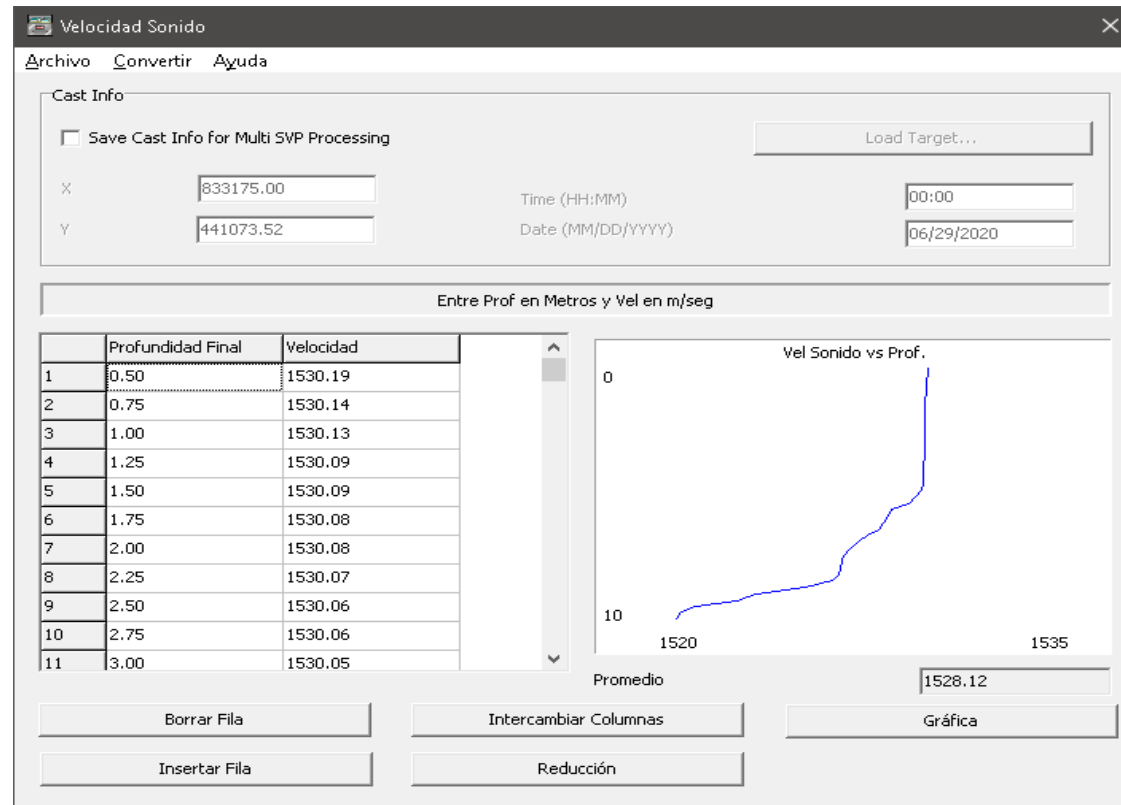 Velocidad Sonido
Archivo Convertir Ayuda
Cast Info
Save Cast Info for Multi SVP Processing
Load Target...
X 833175.00 Time (HH:MM) 00:00
Y 441073.52 Date (MM/DD/YYYY) 06/29/2020
Entre Prof en Metros y Vel en m/seg
Profundidad Final Velocidad
1 0.50 1530.19
2 0.75 1530.14
3 1.00 1530.13
4 1.25 1530.09
5 1.50 1530.09
6 1.75 1530.08
7 2.00 1530.08
8 2.25 1530.07
9 2.50 1530.06
10 2.75 1530.06
11 3.00 1530.05
Vel Sonido vs Prof.
0
10
1520 1535
Promedio 1528.12
Borrar Fila Intercambiar Columnas Gráfica
Insertar Fila Reducción